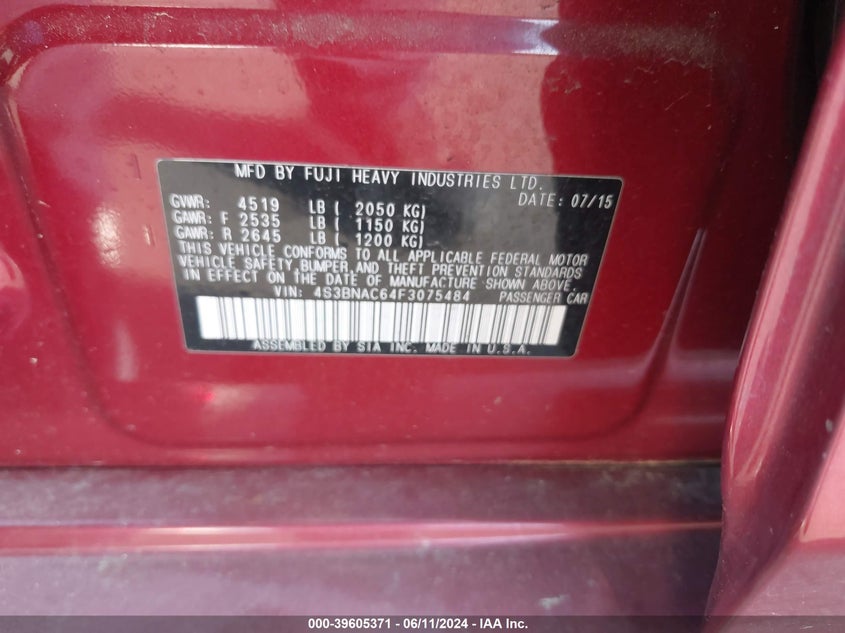 MFD BY FUJI HEAVY INDUSTRIES LTD.
DATE: 07/15
GVWR: 4519 LB ( 2050 KG)
GAWR: F 2535 LB ( 1150 KG)
GAWR: R 2645 LB ( 1200 KG)
THIS VEHICLE CONFORMS TO ALL APPLICABLE FEDERAL MOTOR
VEHICLE SAFETY, BUMPER, AND THEFT PREVENTION STANDARDS
IN EFFECT ON THE DATE OF MANUFACTURE SHOWN ABOVE.
VIN: 4S3BNAC64F3075484 PASSENGER CAR
ASSEMBLED BY SIA INC. MADE IN U.S.A.
000-39605371 - 06/11/2024 - IAA Inc.